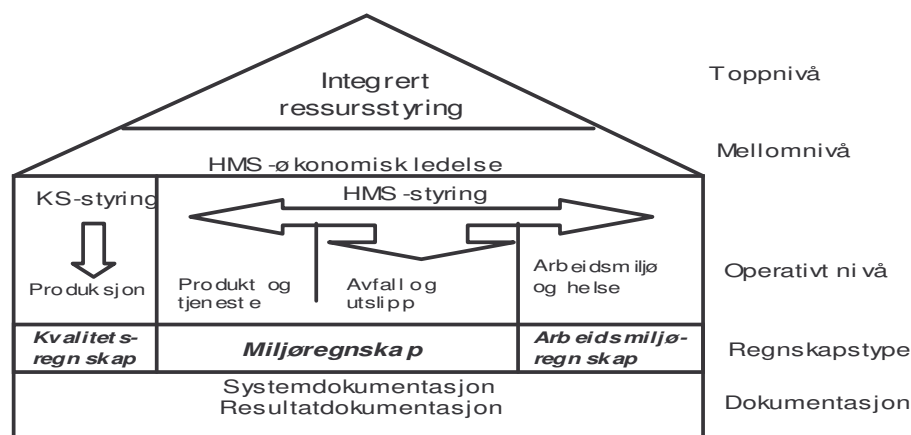 Integrert
ressursstyring
Toppnivå
HMS-økonomisk ledelse
Mellomnivå
KS-styring
HMS-styring
Produksjon
Produkt og
tjeneste
Avfall og
utslipp
Arbeidsmiljø
og helse
Operativt nivå
Kvalitets-
regnskap
Miljøregnskap
Arbeidsmiljø-
regnskap
Regnskapstype
Systemdokumentasjon
Resultatdokumentasjon
Dokumentasjon